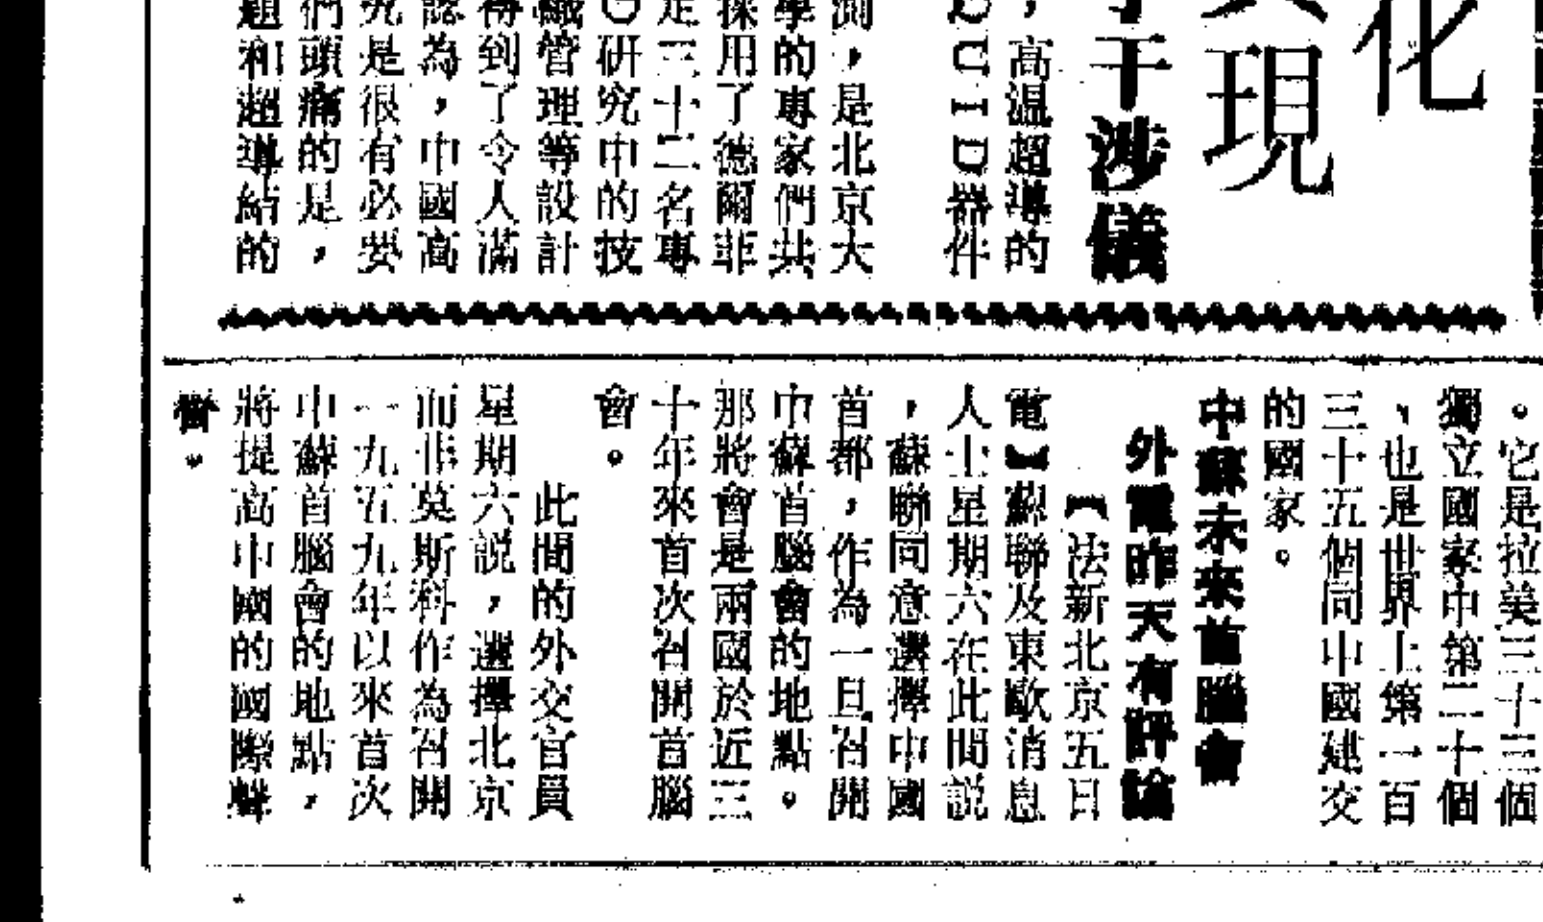 化
現
干涉儀
，高温超導的
UID器件
測，是北京大
學的專家們共
採用了德爾菲
是三十二名專
研究中的技
織管理等設計
得到了令人滿
認為，中國高
究是很有必要
們頭痛的是，
題和超導結的
。它是拉美三十三個
獨立國家中第二十個
、也是世界上第一百
三十五個同中國建交
的國家。
中蘇未來首腦會
外電昨天有評論
【法新北京五日
電】蘇聯及東歐消息
人士星期六在此間説
，蘇聯同意選擇中國
首都，作為一旦召開
中蘇首腦會的地點。
那將會是兩國於近三
十年來首次召開首腦
會。
此間的外交官員
星期六説，選擇北京
而非莫斯科作為召開
一九五九年以來首次
中蘇首腦會的地點，
將提高中國的國際聲
譽。